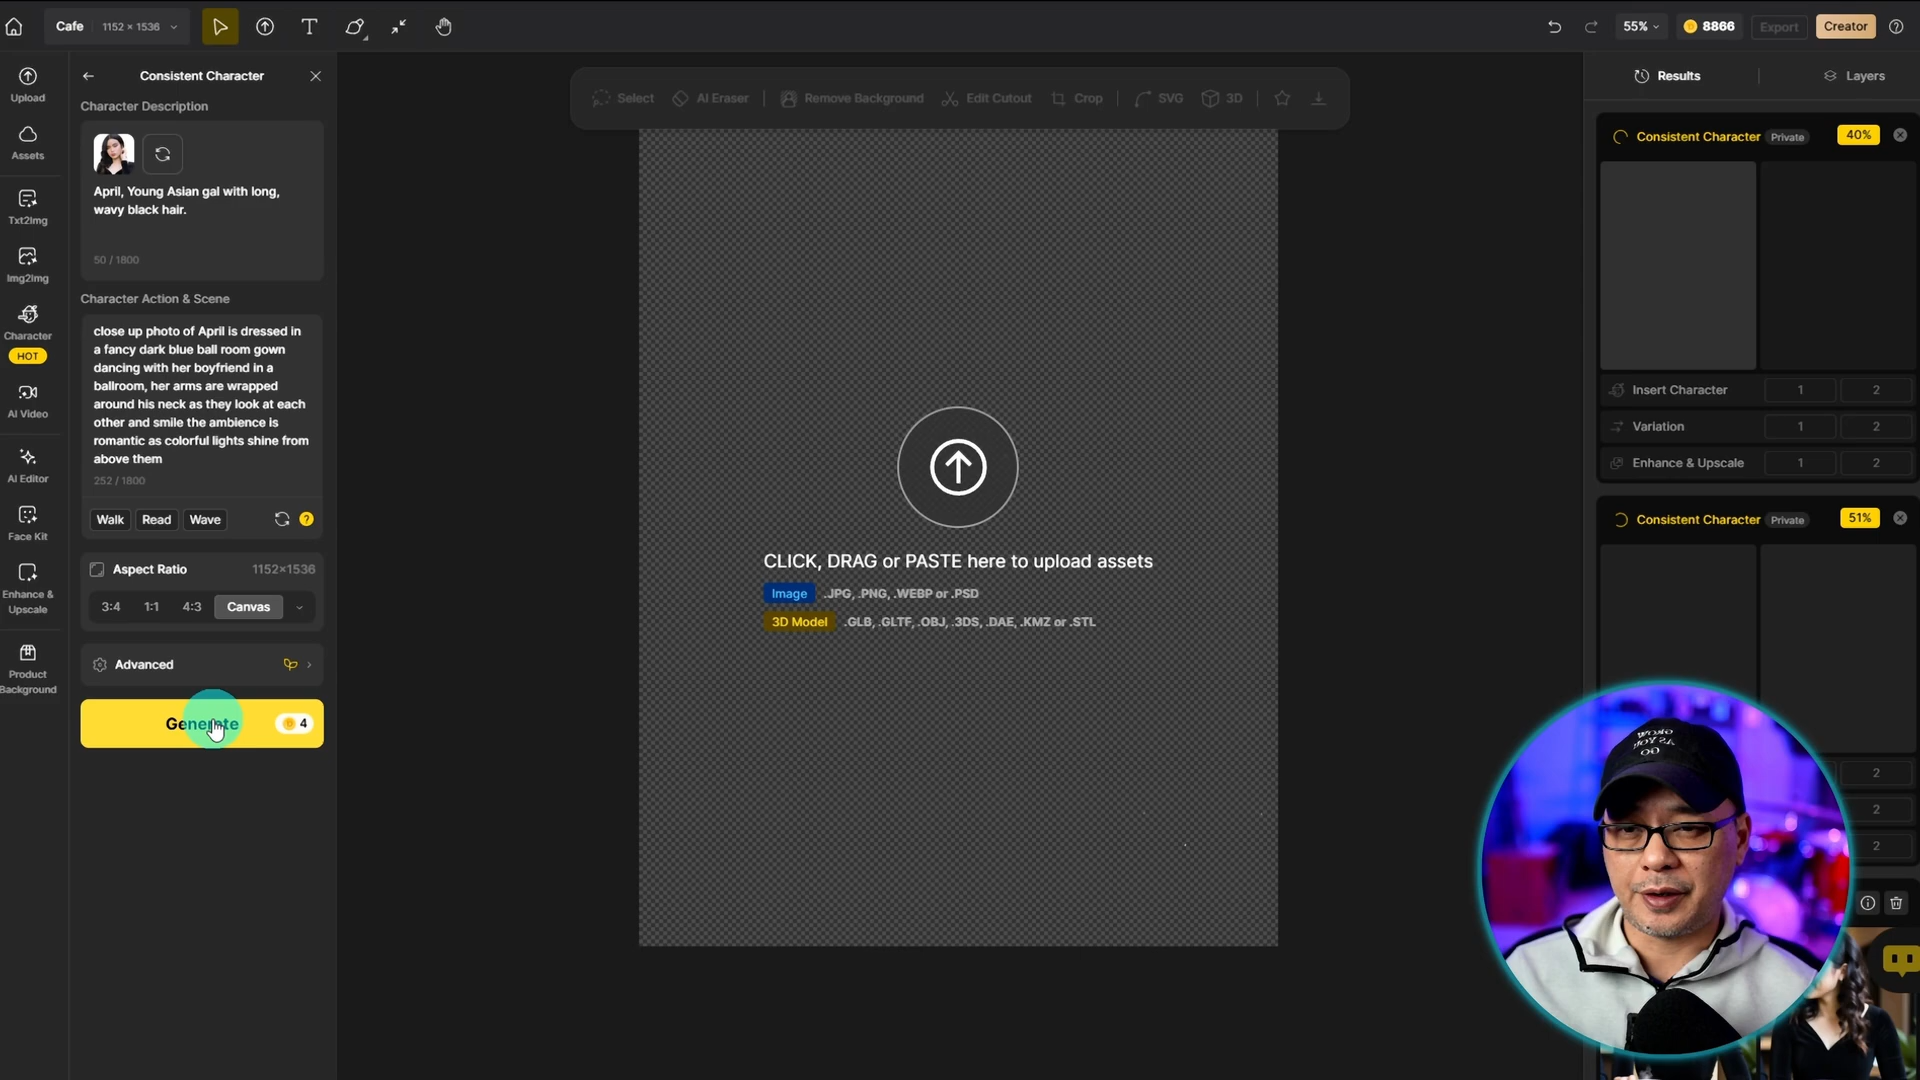 Cafe
1152 × 1536
55%
8866
Export
Creator
Upload
Assets
Txt2Img
Img2Img
Character
HOT
AI Video
AI Editor
Face Kit
Enhance &
Upscale
Product
Background
Consistent Character
Character Description
April, Young Asian gal with long,
wavy black hair.
50 / 1800
Character Action & Scene
close up photo of April is dressed in
a fancy dark blue ball room gown
dancing with her boyfriend in a
ballroom, her arms are wrapped
around his neck as they look at each
other and smile the ambience is
romantic as colorful lights shine from
above them
252 / 1800
Walk
Read
Wave
?
Aspect Ratio
1152×1536
3:4
1:1
4:3
Canvas
Advanced
Generate
4
Select
AI Eraser
Remove Background
Edit Cutout
Crop
SVG
3D
CLICK, DRAG or PASTE here to upload assets
Image
.JPG, .PNG, .WEBP or .PSD
3D Model
.GLB, .GLTF, .OBJ, .3DS, .DAE, .KMZ or .STL
Results
Layers
Consistent Character
Private
40%
Insert Character
1
2
Variation
1
2
Enhance & Upscale
1
2
Consistent Character
Private
51%
2
2
2
GROW
AS YOU
GO